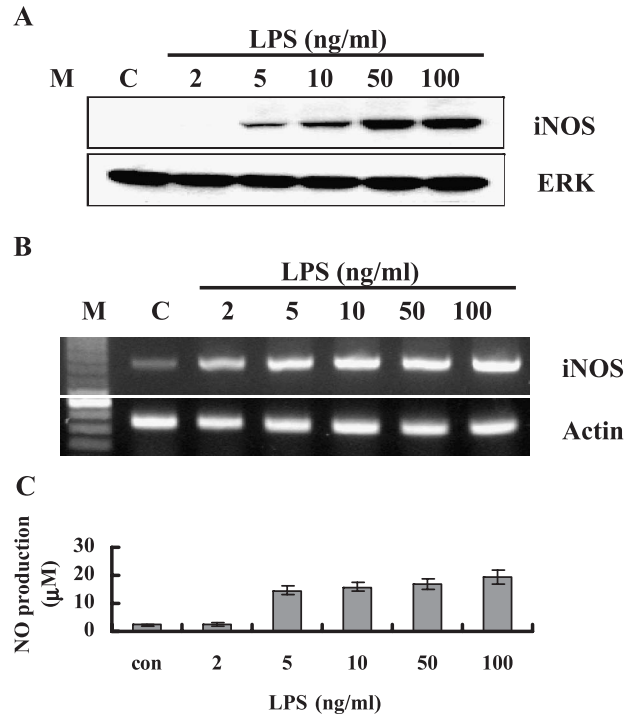 A
LPS (ng/ml)
M C 2 5 10 50 100
iNOS
ERK
B
LPS (ng/ml)
M C 2 5 10 50 100
iNOS
Actin
C
NO production
(μM)
30
20
10
0
con 2 5 10 50 100
LPS (ng/ml)